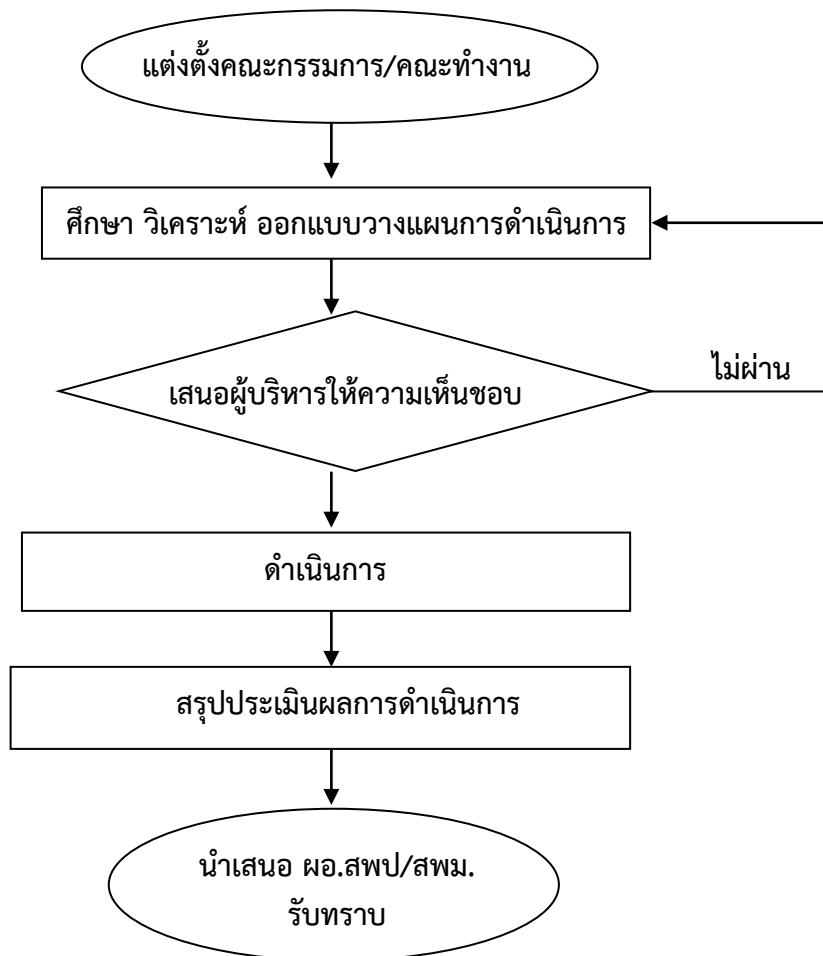 แต่งตั้งคณะกรรมการ/คณะทำงาน
ศึกษา วิเคราะห์ ออกแบบวางแผนการดำเนินการ
ไม่ผ่าน
เสนอผู้บริหารให้ความเห็นชอบ
ดำเนินการ
สรุปประเมินผลการดำเนินการ
นำเสนอ ผอ.สพป/สพม.
รับทราบ